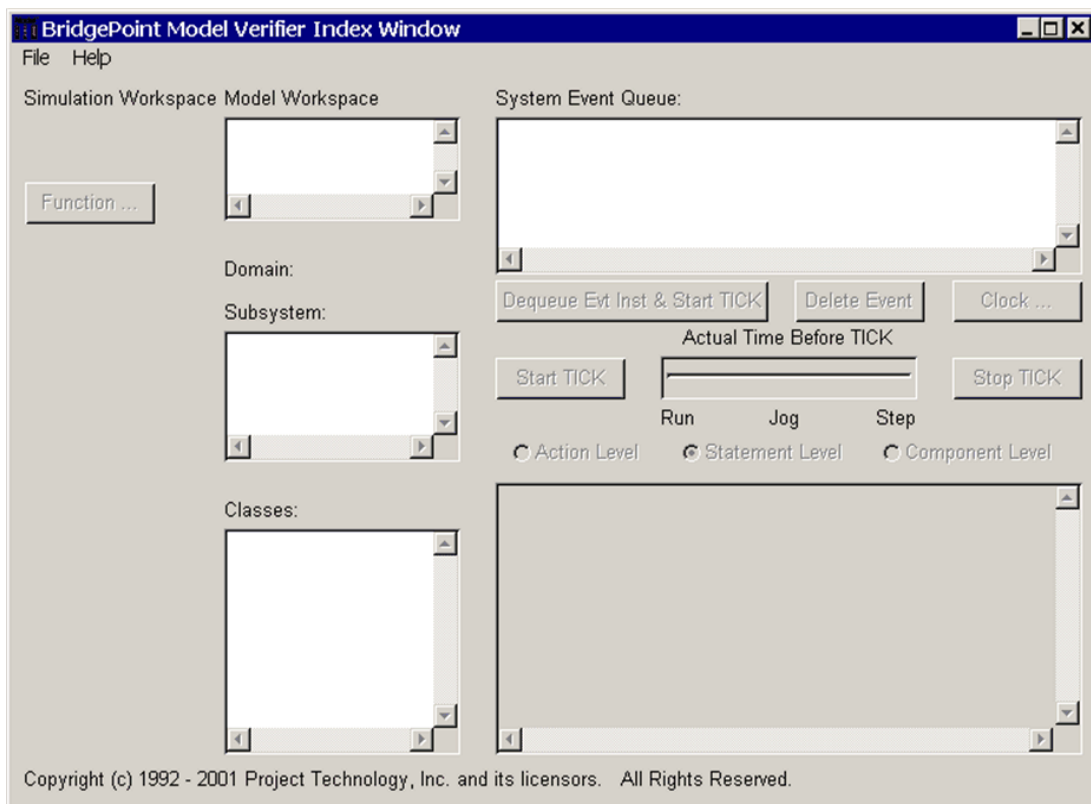 BridgePoint Model Verifier Index Window
File Help
Simulation Workspace Model Workspace System Event Queue:
Function ...
Domain:
Subsystem:
Dequeue Evt Inst & Start TICK Delete Event Clock ...
Actual Time Before TICK
Start TICK Stop TICK
Run Jog Step
Action Level Statement Level Component Level
Classes:
Copyright (c) 1992 - 2001 Project Technology, Inc. and its licensors. All Rights Reserved.